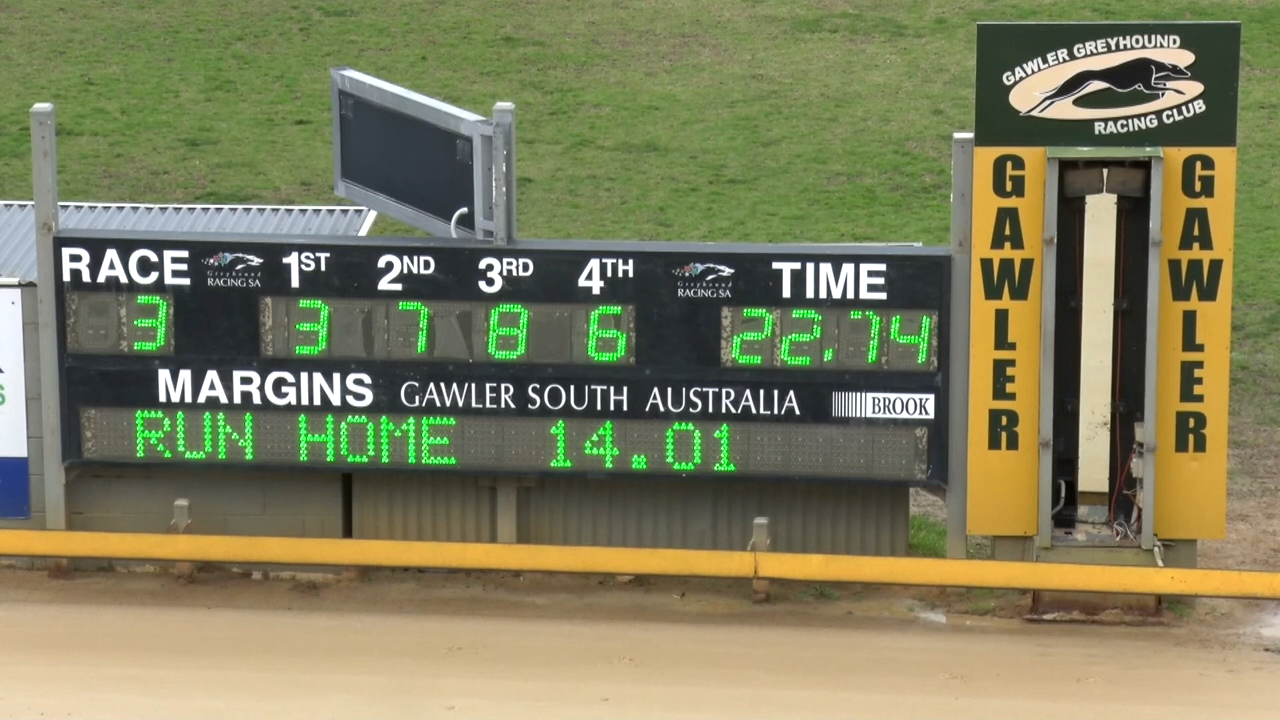 GAWLER GREYHOUND
RACING CLUB
GAWLER
GAWLER
RACE 1ST 2ND 3RD 4TH TIME
Greyhound
RACING SA
Greyhound
RACING SA
3 3 7 8 6 22.74
MARGINS GAWLER SOUTH AUSTRALIA BROOK
RUN HOME 14.01